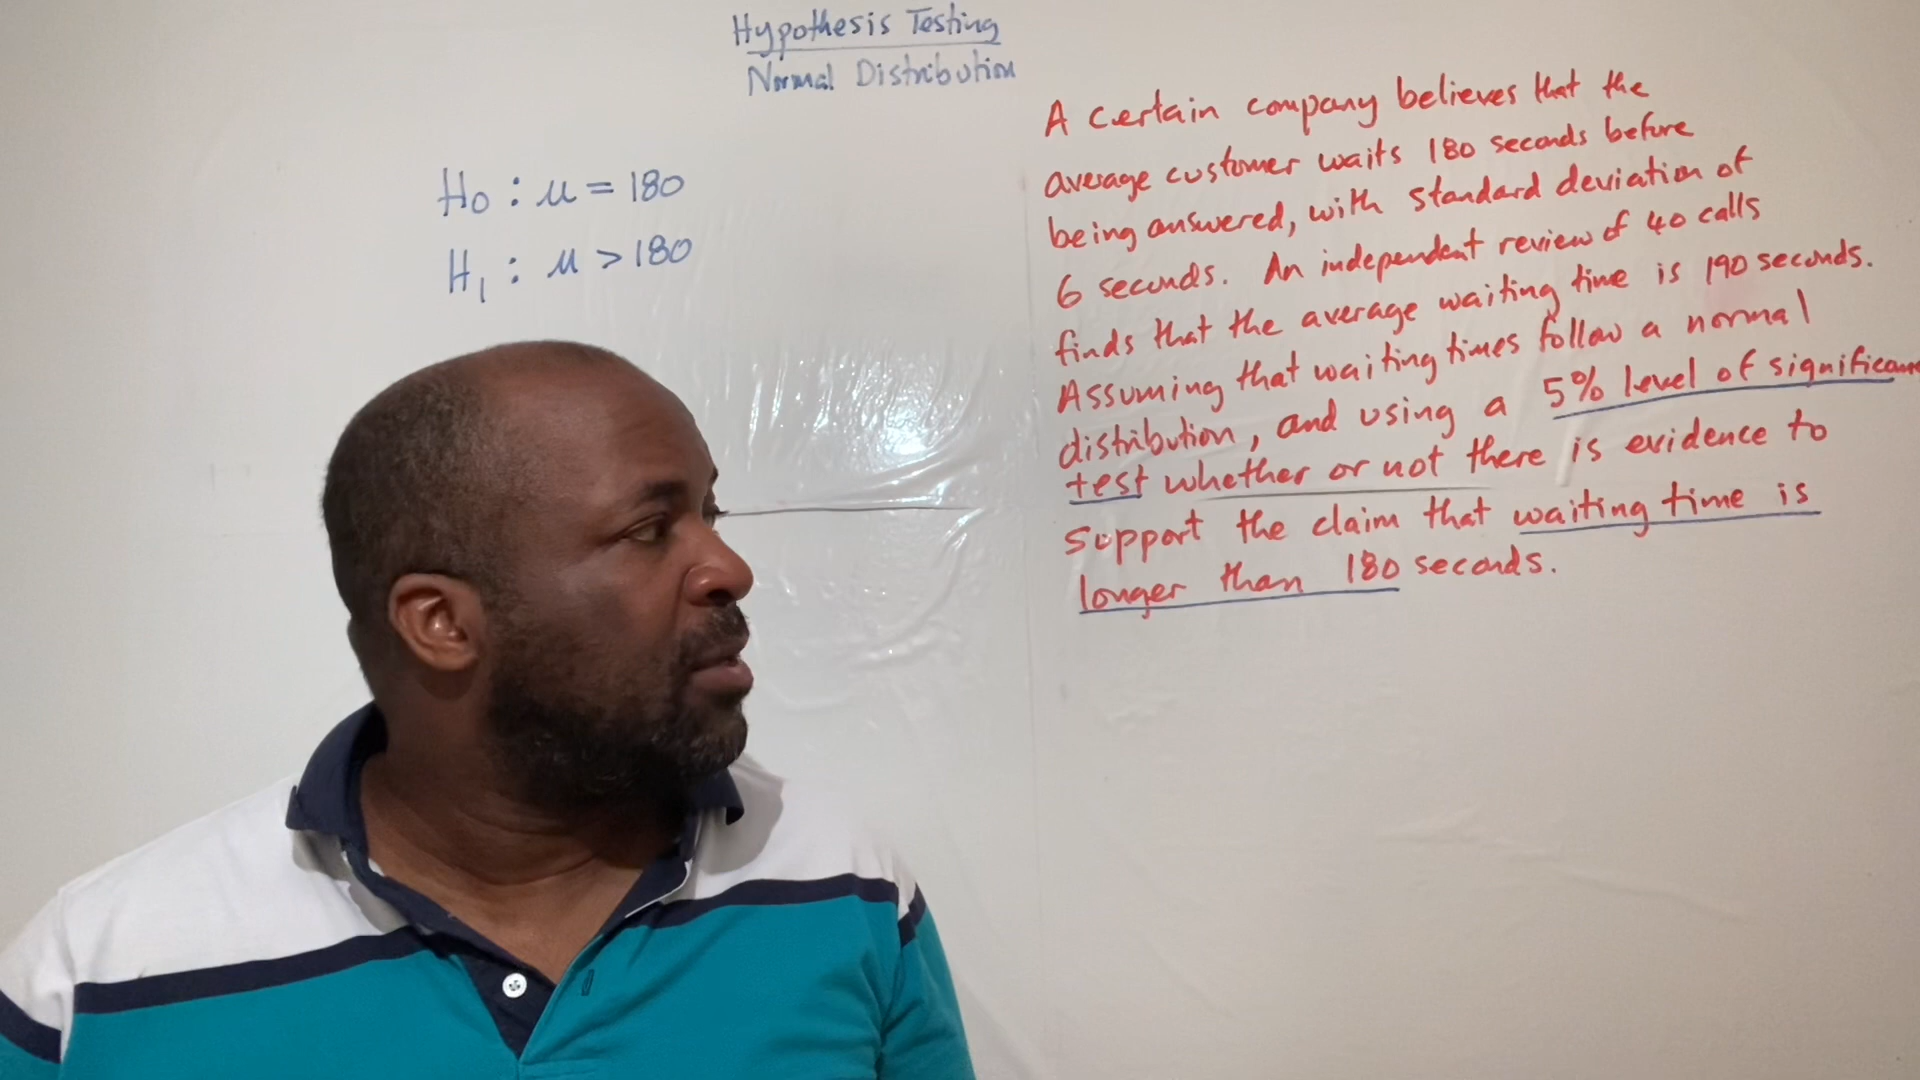 Hypothesis Testing
Normal Distribution
H0 : μ = 180
H1 : μ > 180
A certain company believes that the
average customer waits 180 seconds before
being answered, with standard deviation of
6 seconds. An independent review of 40 calls
finds that the average waiting time is 190 seconds.
Assuming that waiting times follow a normal
distribution, and using a 5% level of significan
test whether or not there is evidence to
support the claim that waiting time is
longer than 180 seconds.